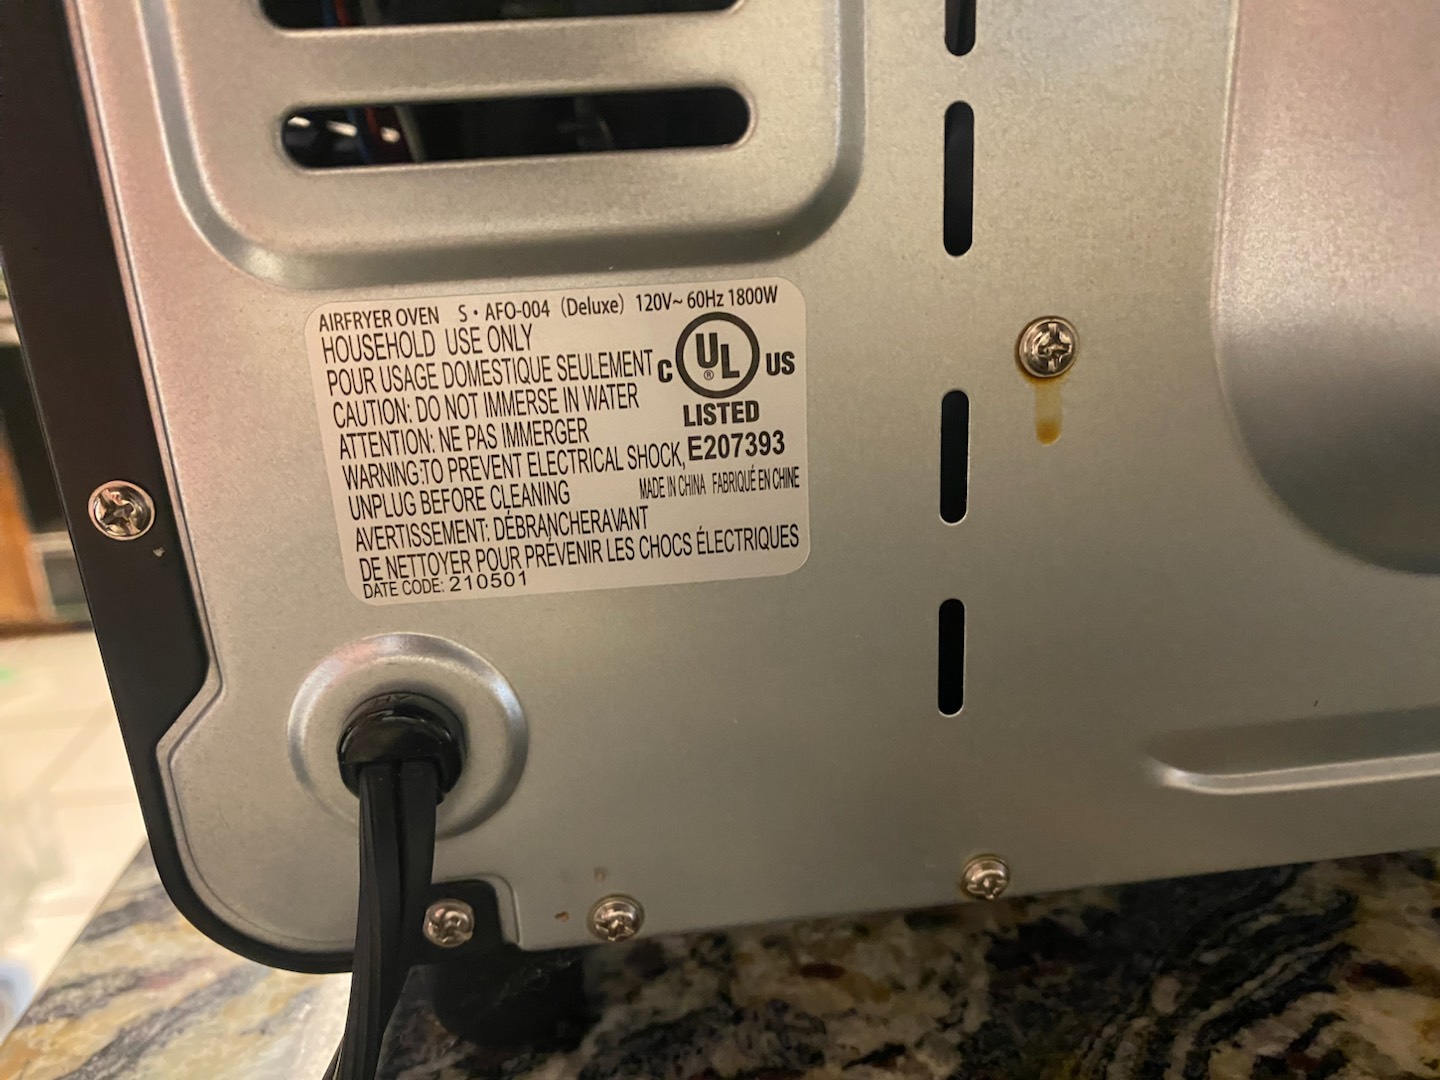 AIRFRYER OVEN S・AFO-004 (Deluxe) 120V~ 60Hz 1800W
HOUSEHOLD USE ONLY
POUR USAGE DOMESTIQUE SEULEMENT
CAUTION: DO NOT IMMERSE IN WATER
ATTENTION: NE PAS IMMERGER
WARNING:TO PREVENT ELECTRICAL SHOCK,
UNPLUG BEFORE CLEANING
AVERTISSEMENT: DÉBRANCHERAVANT
DE NETTOYER POUR PRÉVENIR LES CHOCS ÉLECTRIQUES
DATE CODE: 210501
C UL® US
LISTED
E207393
MADE IN CHINA FABRIQUÉ EN CHINE